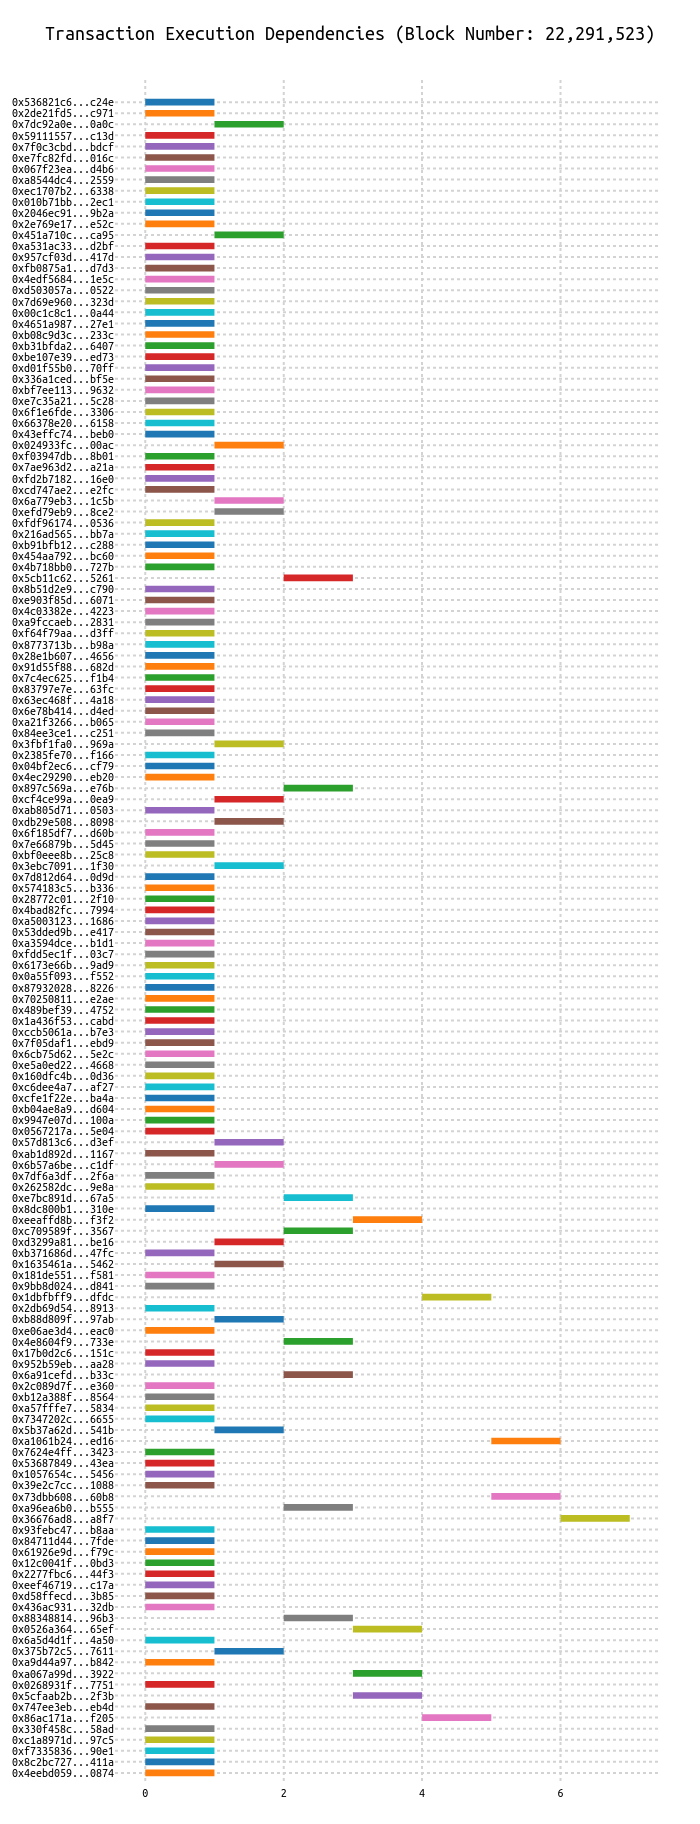 Transaction Execution Dependencies (Block Number: 22,291,523)
0x536821c6...c24e
0x2de21fd5...c971
0x7dc92a0e...0a0c
0x59111557...c13d
0x7f0c3cbd...bdcf
0xe7fc82fd...016c
0x067f23ea...d4b6
0xa8544dc4...2559
0xec1707b2...6338
0x010b71bb...2ec1
0x2046ec91...9b2a
0x2e769e17...e52c
0x451a710c...ca95
0xa531ac33...d2bf
0x957cf03d...417d
0xfb0875a1...d7d3
0x4edf5684...1e5c
0xd503057a...0522
0x7d69e960...323d
0x00c1c8c1...0a44
0x4651a987...27e1
0xb08c9d3c...233c
0xb31bfda2...6407
0xbe107e39...ed73
0xd01f55b0...70ff
0x336a1ced...bf5e
0xbf7ee113...9632
0xe7c35a21...5c28
0x6f1e6fde...3306
0x66378e20...6158
0x43effc74...beb0
0x024933fc...00ac
0xf03947db...8b01
0x7ae963d2...a21a
0xfd2b7182...16e0
0xcd747ae2...e2fc
0x6a779eb3...1c5b
0xefd79eb9...8ce2
0xfdf96174...0536
0x216ad565...bb7a
0xb91bfb12...c288
0x454aa792...bc60
0x4b718bb0...727b
0x5cb11c62...5261
0x8b51d2e9...c790
0xe903f85d...6071
0x4c03382e...4223
0xa9fccaeb...2831
0xf64f79aa...d3ff
0x8773713b...b98a
0x28e1b607...4656
0x91d55f88...682d
0x7c4ec625...f1b4
0x83797e7e...63fc
0x63ec468f...4a18
0x6e78b414...d4ed
0xa21f3266...b065
0x84ee3ce1...c251
0x3fbf1fa0...969a
0x2385fe70...f166
0x04bf2ec6...cf79
0x4ec29290...eb20
0x897c569a...e76b
0xcf4ce99a...0ea9
0xab805d71...0503
0xdb29e508...8098
0x6f185df7...d60b
0x7e66879b...5d45
0xbf0eee8b...25c8
0x3ebc7091...1f30
0x7d812d64...0d9d
0x574183c5...b336
0x28772c01...2f10
0x4bad82fc...7994
0xa5003123...1686
0x53dded9b...e417
0xa3594dce...b1d1
0xfdd5ec1f...03c7
0x6173e66b...9ad9
0x0a55f093...f552
0x87932028...8226
0x70250811...e2ae
0x489bef39...4752
0x1a436f53...cabd
0xccb5061a...b7e3
0x7f05daf1...ebd9
0x6cb75d62...5e2c
0xe5a0ed22...4668
0x160dfc4b...0d36
0xc6dee4a7...af27
0xcfe1f22e...ba4a
0xb04ae8a9...d604
0x9947e07d...100a
0x0567217a...5e04
0x57d813c6...d3ef
0xab1d892d...1167
0x6b57a6be...c1df
0x7df6a3df...2f6a
0x262582dc...9e8a
0xe7bc891d...67a5
0x8dc800b1...310e
0xeeaffd8b...f3f2
0xc709589f...3567
0xd3299a81...be16
0xb371686d...47fc
0x1635461a...5462
0x181de551...f581
0x9bb8d024...d841
0x1dbfbff9...dfdc
0x2db69d54...8913
0xb88d809f...97ab
0xe06ae3d4...eac0
0x4e8604f9...733e
0x17b0d2c6...151c
0x952b59eb...aa28
0x6a91cefd...b33c
0x2c089d7f...e360
0xb12a388f...8564
0xa57fffe7...5834
0x7347202c...6655
0x5b37a62d...541b
0xa1061b24...ed16
0x7624e4ff...3423
0x53687849...43ea
0x1057654c...5456
0x39e2c7cc...1088
0x73dbb608...60b8
0xa96ea6b0...b555
0x36676ad8...a8f7
0x93febc47...b8aa
0x84711d44...7fde
0x61926e9d...f79c
0x12c0041f...0bd3
0x2277fbc6...44f3
0xeef46719...c17a
0xd58ffecd...3b85
0x436ac931...32db
0x88348814...96b3
0x0526a364...65ef
0x6a5d4d1f...4a50
0x375b72c5...7611
0xa9d44a97...b842
0xa067a99d...3922
0x0268931f...7751
0x5cfaab2b...2f3b
0x747ee3eb...eb4d
0x86ac171a...f205
0x330f458c...58ad
0xc1a8971d...97c5
0xf7335836...90e1
0x8c2bc727...411a
0x4eebd059...0874
0 2 4 6